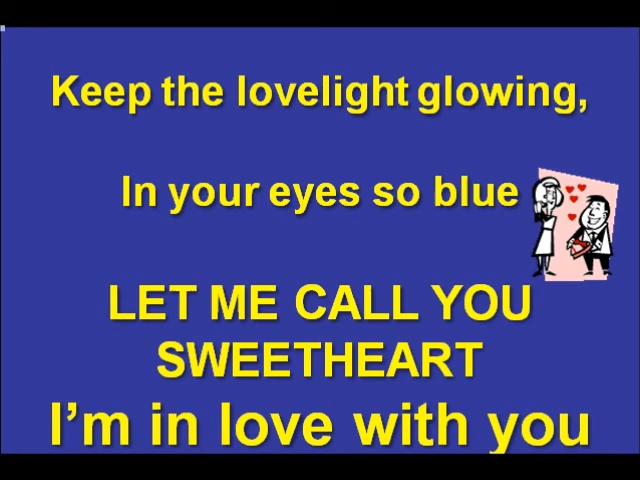 Keep the lovelight glowing,
In your eyes so blue
LET ME CALL YOU
SWEETHEART
I’m in love with you